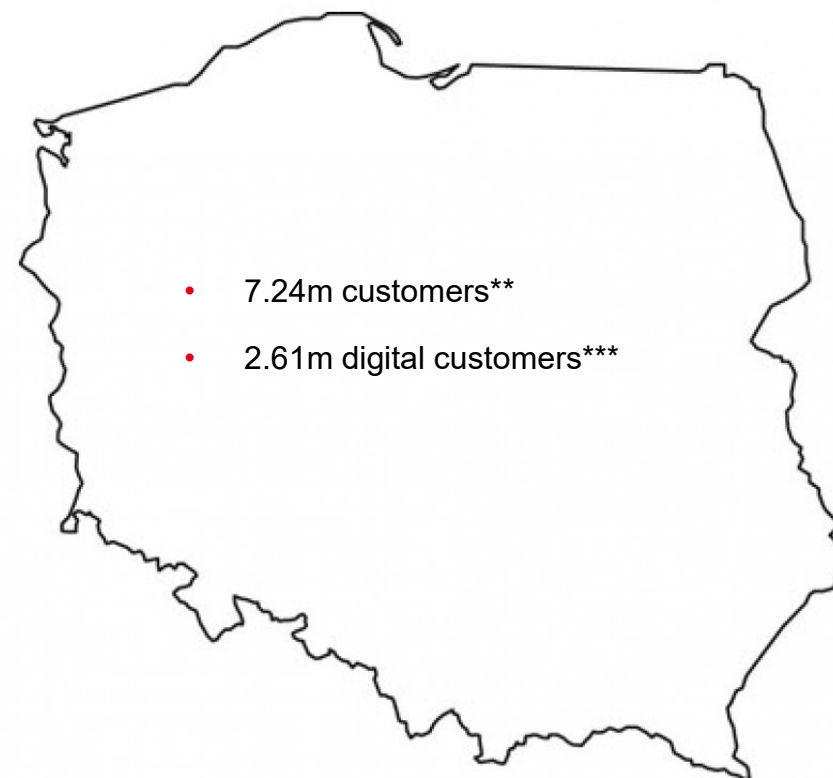 • 7.24m customers**
• 2.61m digital customers***